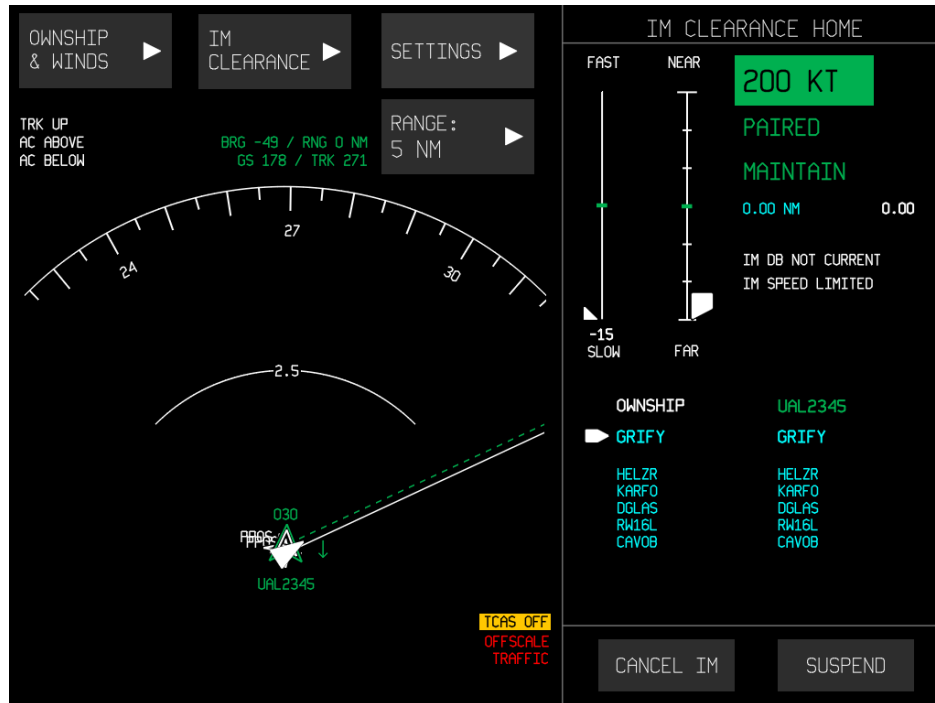 OWNSHIP
& WINDS
IM
CLEARANCE
SETTINGS
RANGE:
5 NM
TRK UP
AC ABOVE
AC BELOW
BRG -49 / RNG 0 NM
GS 178 / TRK 271
24
27
30
2.5
030
PPOS
PPOS
UAL2345
TCAS OFF
OFFSCALE
TRAFFIC
IM CLEARANCE HOME
FAST
NEAR
200 KT
PAIRED
MAINTAIN
0.00 NM 0.00
IM DB NOT CURRENT
IM SPEED LIMITED
-15
SLOW
FAR
OWNSHIP UAL2345
GRIFY GRIFY
HELZR HELZR
KARFO KARFO
DGLAS DGLAS
RW16L RW16L
CAVOB CAVOB
CANCEL IM
SUSPEND